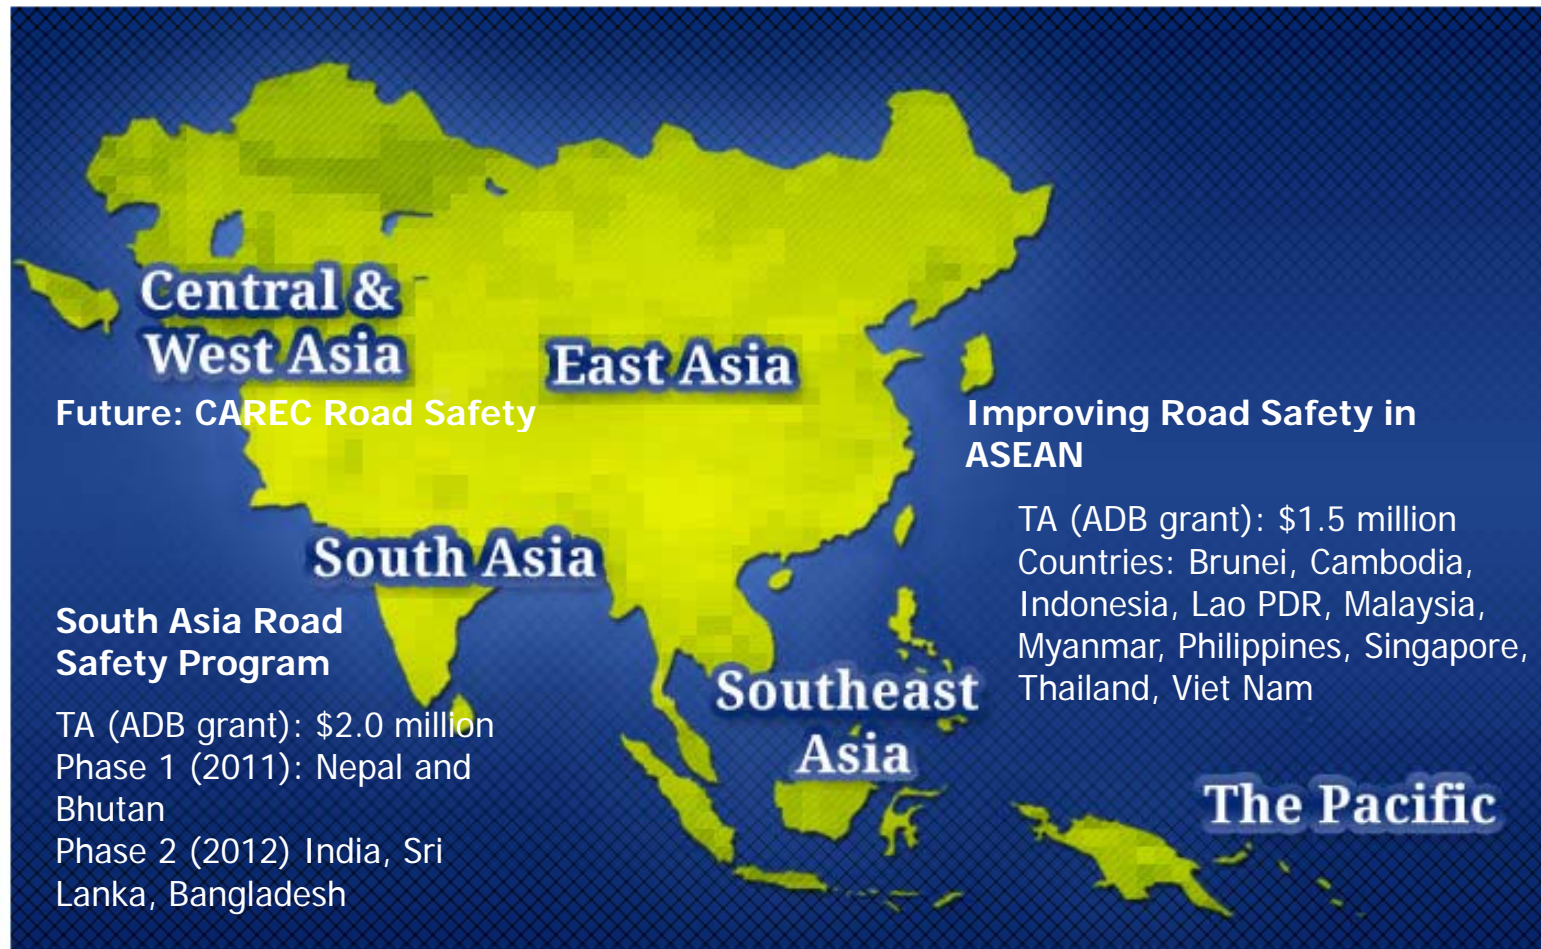 Central &
West Asia
East Asia
Future: CAREC Road Safety
Improving Road Safety in
ASEAN
TA (ADB grant): $1.5 million
Countries: Brunei, Cambodia,
Indonesia, Lao PDR, Malaysia,
Myanmar, Philippines, Singapore,
Thailand, Viet Nam
South Asia
South Asia Road
Safety Program
TA (ADB grant): $2.0 million
Phase 1 (2011): Nepal and
Bhutan
Phase 2 (2012) India, Sri
Lanka, Bangladesh
Southeast
Asia
The Pacific